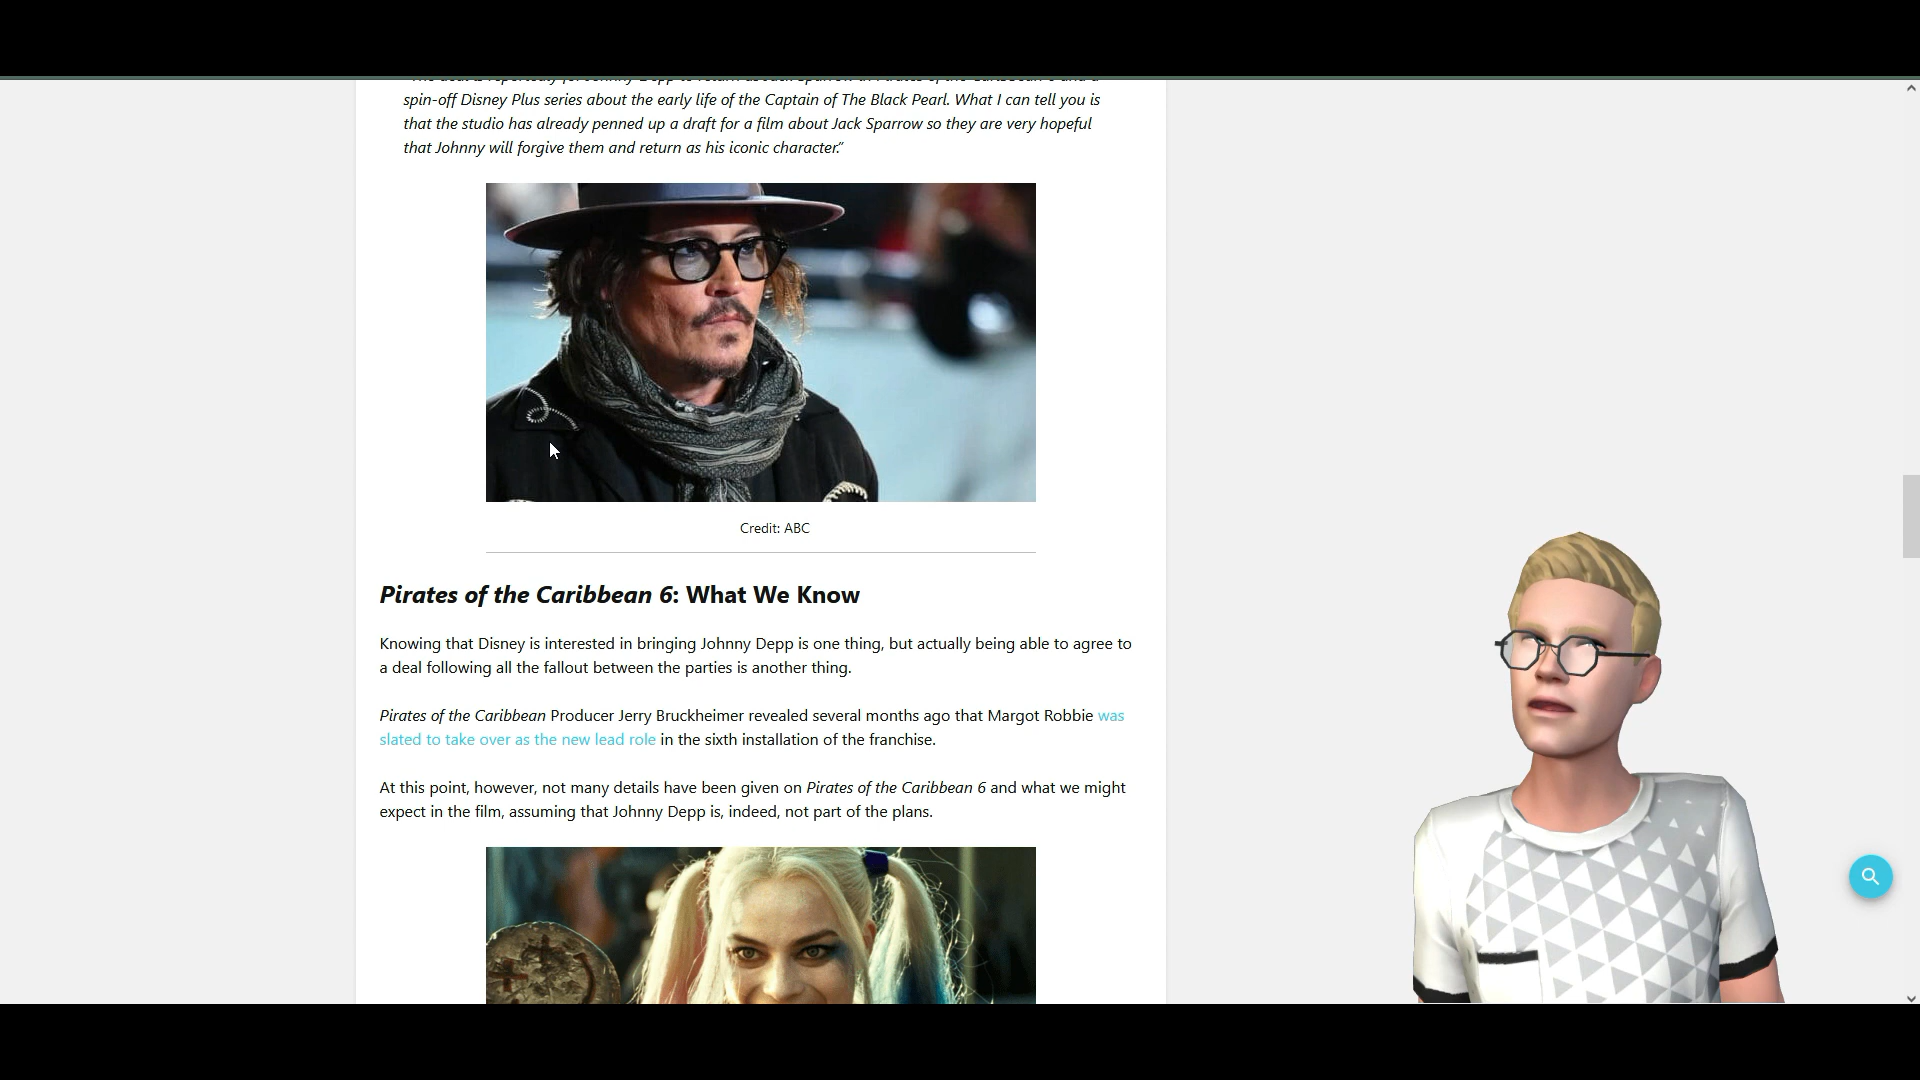 spin-off Disney Plus series about the early life of the Captain of The Black Pearl. What I can tell you is
that the studio has already penned up a draft for a film about Jack Sparrow so they are very hopeful
that Johnny will forgive them and return as his iconic character.”
Credit: ABC
Pirates of the Caribbean 6: What We Know
Knowing that Disney is interested in bringing Johnny Depp is one thing, but actually being able to agree to
a deal following all the fallout between the parties is another thing.
Pirates of the Caribbean Producer Jerry Bruckheimer revealed several months ago that Margot Robbie was
slated to take over as the new lead role in the sixth installation of the franchise.
At this point, however, not many details have been given on Pirates of the Caribbean 6 and what we might
expect in the film, assuming that Johnny Depp is, indeed, not part of the plans.